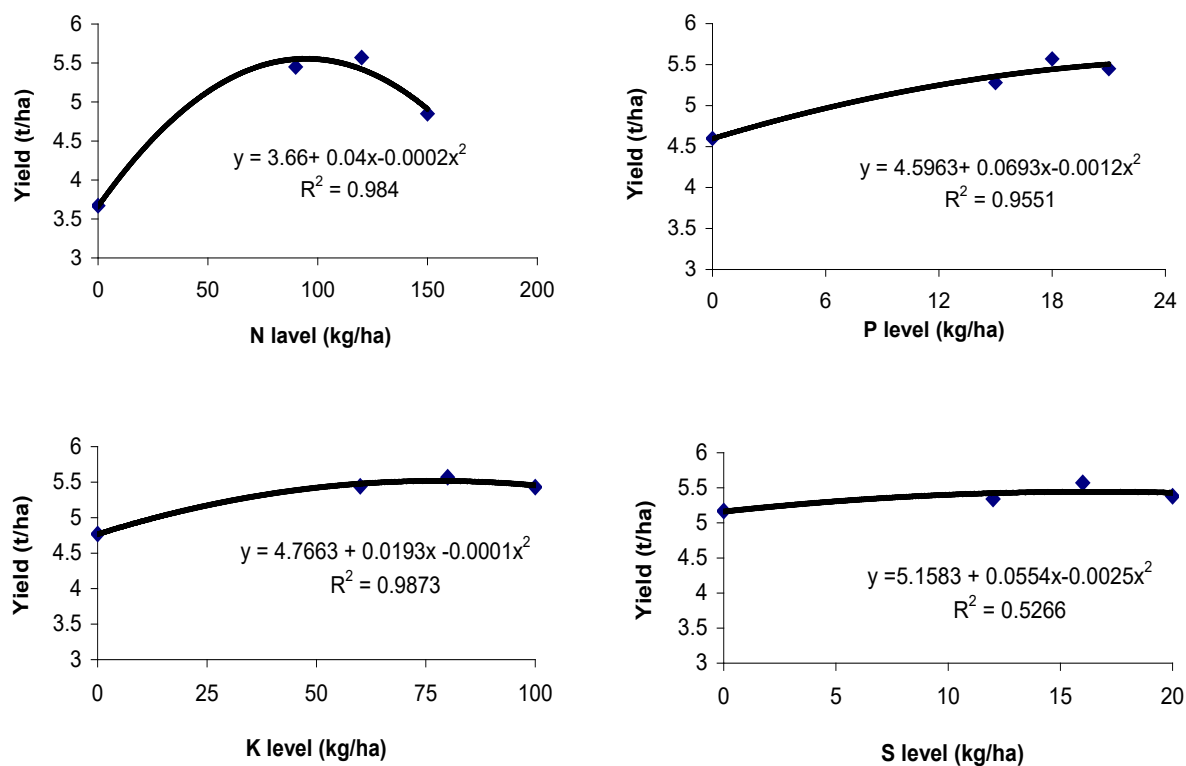 6
5.5
5
4.5
4
3.5
3
Yield (t/ha)
y = 3.66+ 0.04x-0.0002x²
R² = 0.984
0 50 100 150 200
N lavel (kg/ha)
6
5.5
5
4.5
4
3.5
3
Yield (t/ha)
y = 4.5963+ 0.0693x-0.0012x²
R² = 0.9551
0 6 12 18 24
P level (kg/ha)
6
5.5
5
4.5
4
3.5
3
Yield (t/ha)
y = 4.7663 + 0.0193x -0.0001x²
R² = 0.9873
0 25 50 75 100
K level (kg/ha)
6
5.5
5
4.5
4
3.5
3
Yield (t/ha)
y =5.1583 + 0.0554x-0.0025x²
R² = 0.5266
0 5 10 15 20
S level (kg/ha)